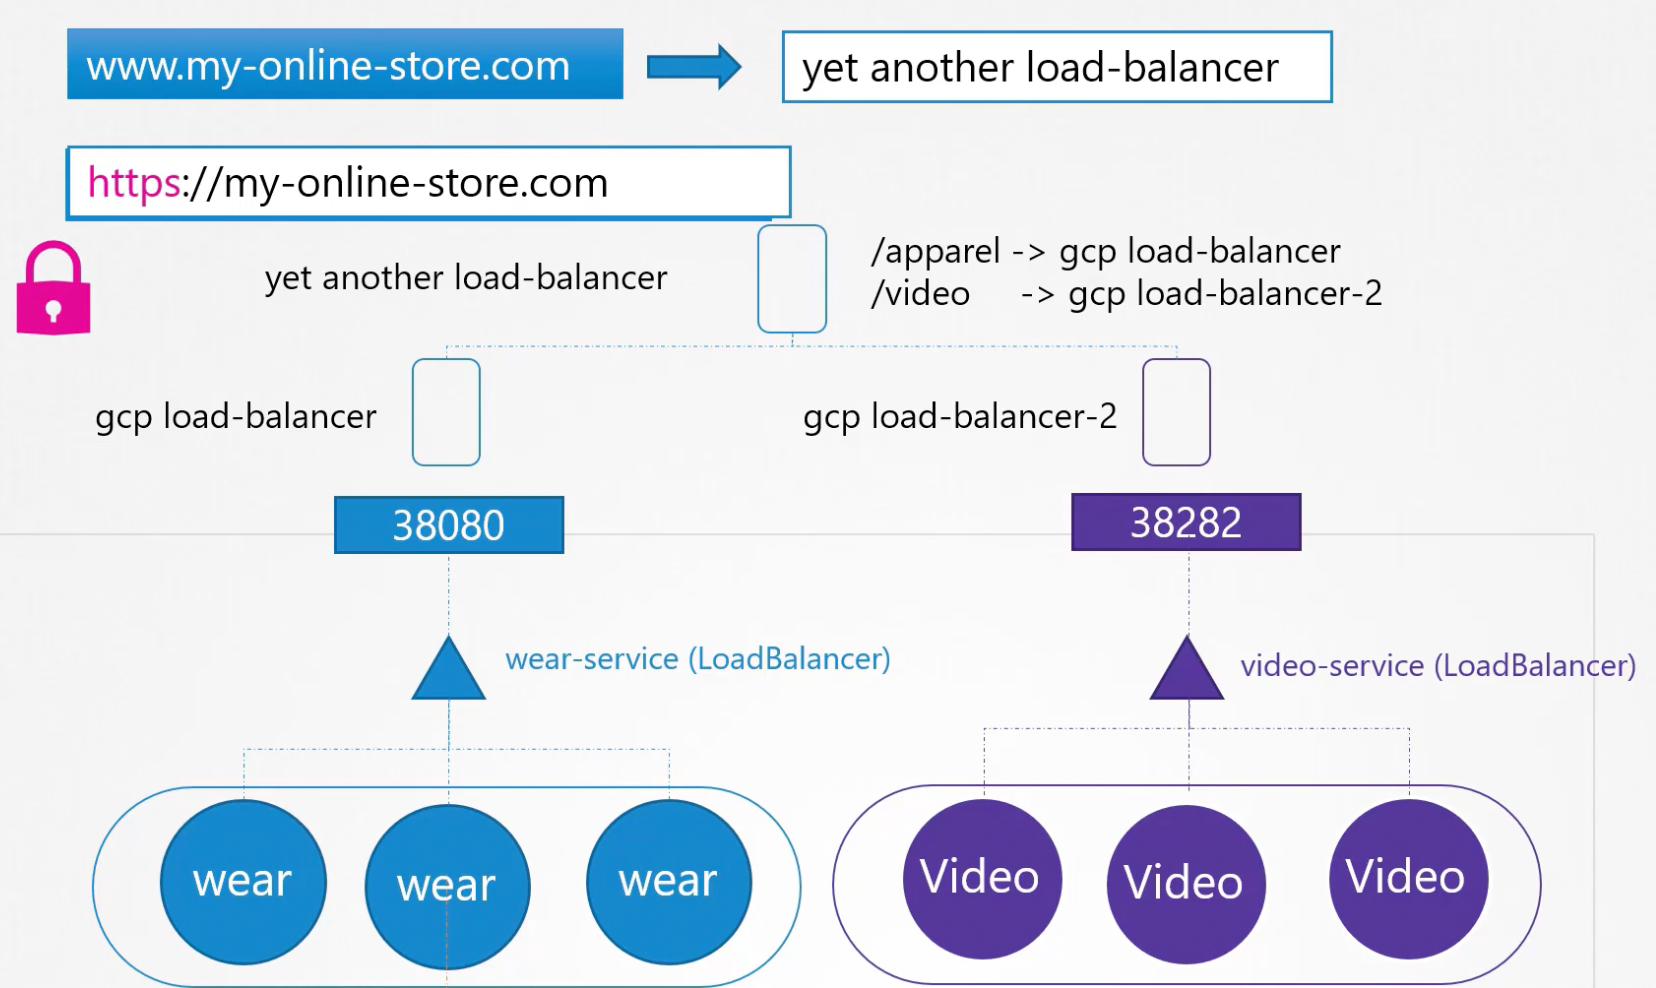 www.my-online-store.com
yet another load-balancer
https://my-online-store.com
yet another load-balancer
/apparel -> gcp load-balancer
/video -> gcp load-balancer-2
gcp load-balancer
gcp load-balancer-2
38080
38282
wear-service (LoadBalancer)
video-service (LoadBalancer)
wear
wear
wear
Video
Video
Video